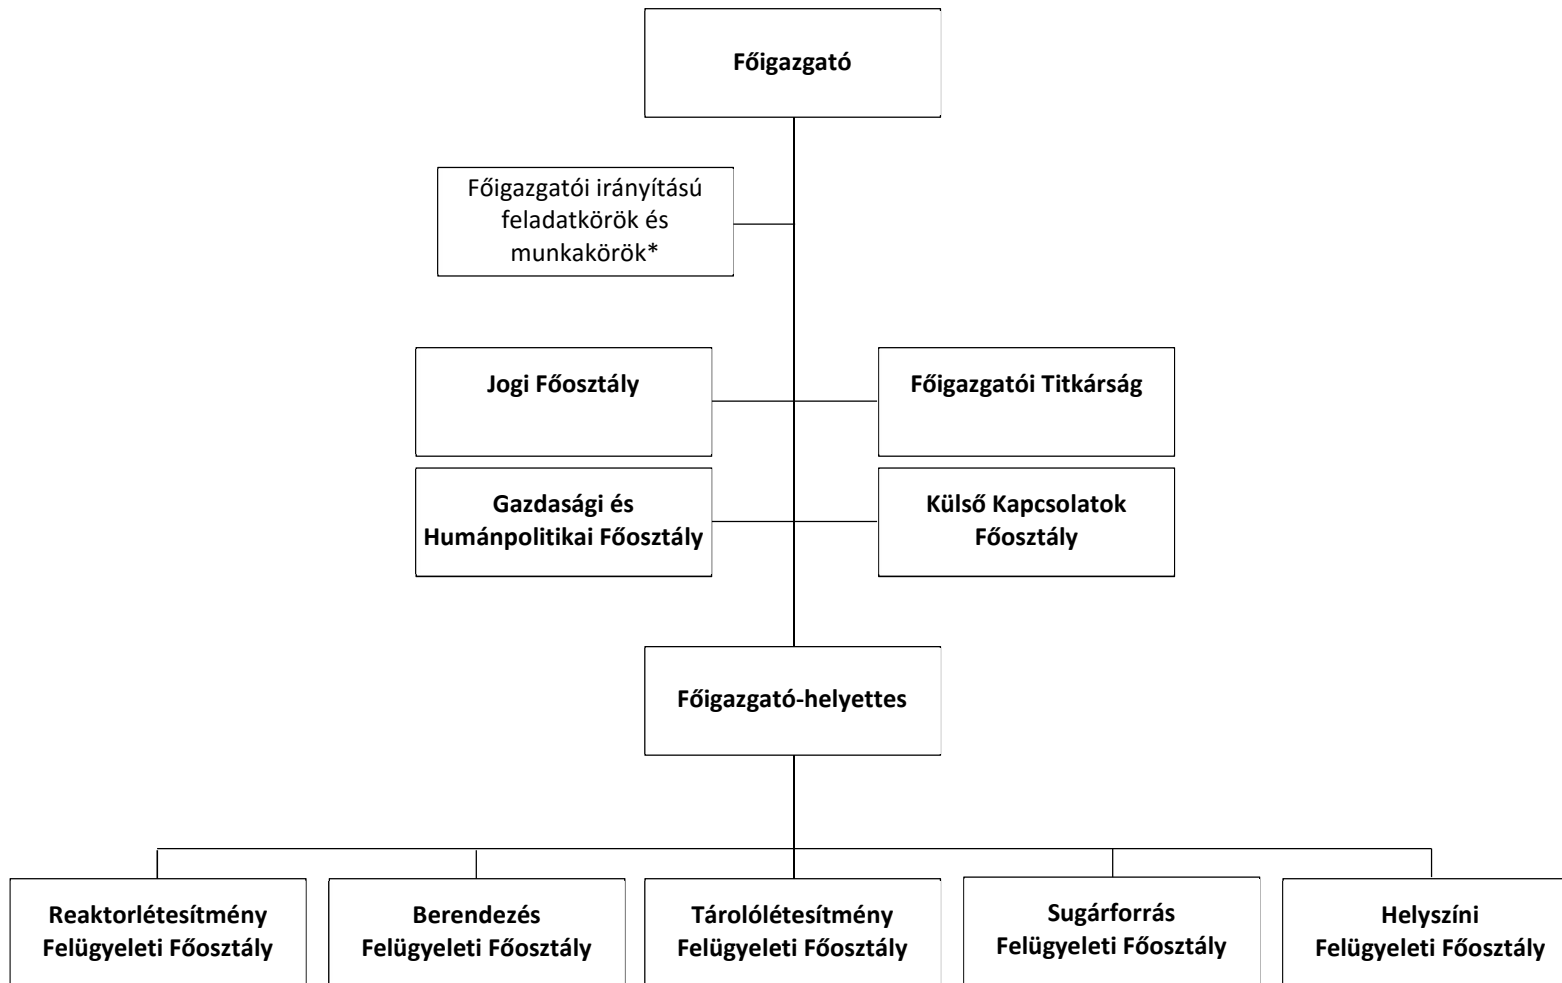 Főigazgató
Főigazgatói irányítású
feladatkörök és
munkakörök*
Jogi Főosztály
Főigazgatói Titkárság
Gazdasági és
Humánpolitikai Főosztály
Külső Kapcsolatok
Főosztály
Főigazgató-helyettes
Reaktorlétesítmény
Felügyeleti Főosztály
Berendezés
Felügyeleti Főosztály
Tárolólétesítmény
Felügyeleti Főosztály
Sugárforrás
Felügyeleti Főosztály
Helyszíni
Felügyeleti Főosztály